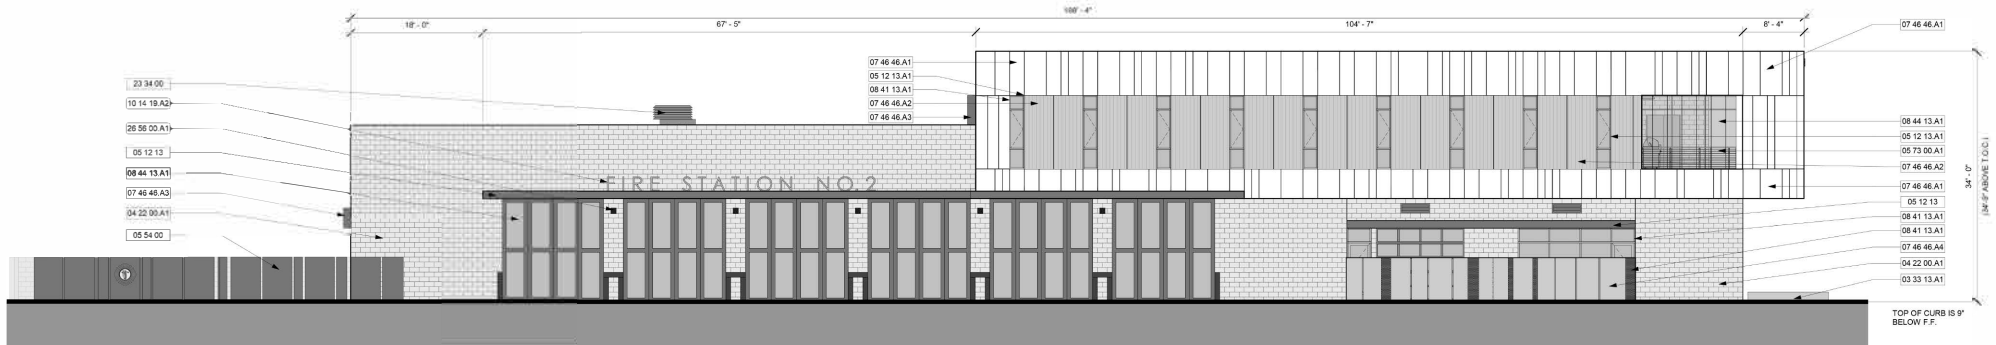 198' - 4"
18' - 0"
67' - 5"
104' - 7"
8' - 4"
23 34 00
10 14 19.A2
26 56 00.A1
05 12 13
08 44 13.A1
07 46 46.A3
04 22 00.A1
05 54 00
07 46 46.A1
05 12 13.A1
08 41 13.A1
07 46 46.A2
07 46 46.A3
FIRE STATION NO.2
07 46 46.A1
08 44 13.A1
05 12 13.A1
05 73 00.A1
07 46 46.A2
07 46 46.A1
05 12 13
08 41 13.A1
08 41 13.A1
07 46 46.A4
04 22 00.A1
03 33 13.A1
34' - 0"
(34'-9" ABOVE T.O.C.)
TOP OF CURB IS 9"
BELOW F.F.